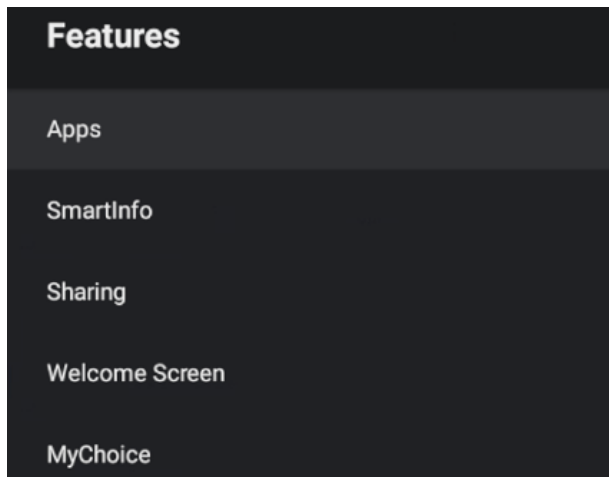 Features
Apps
SmartInfo
Sharing
Welcome Screen
MyChoice